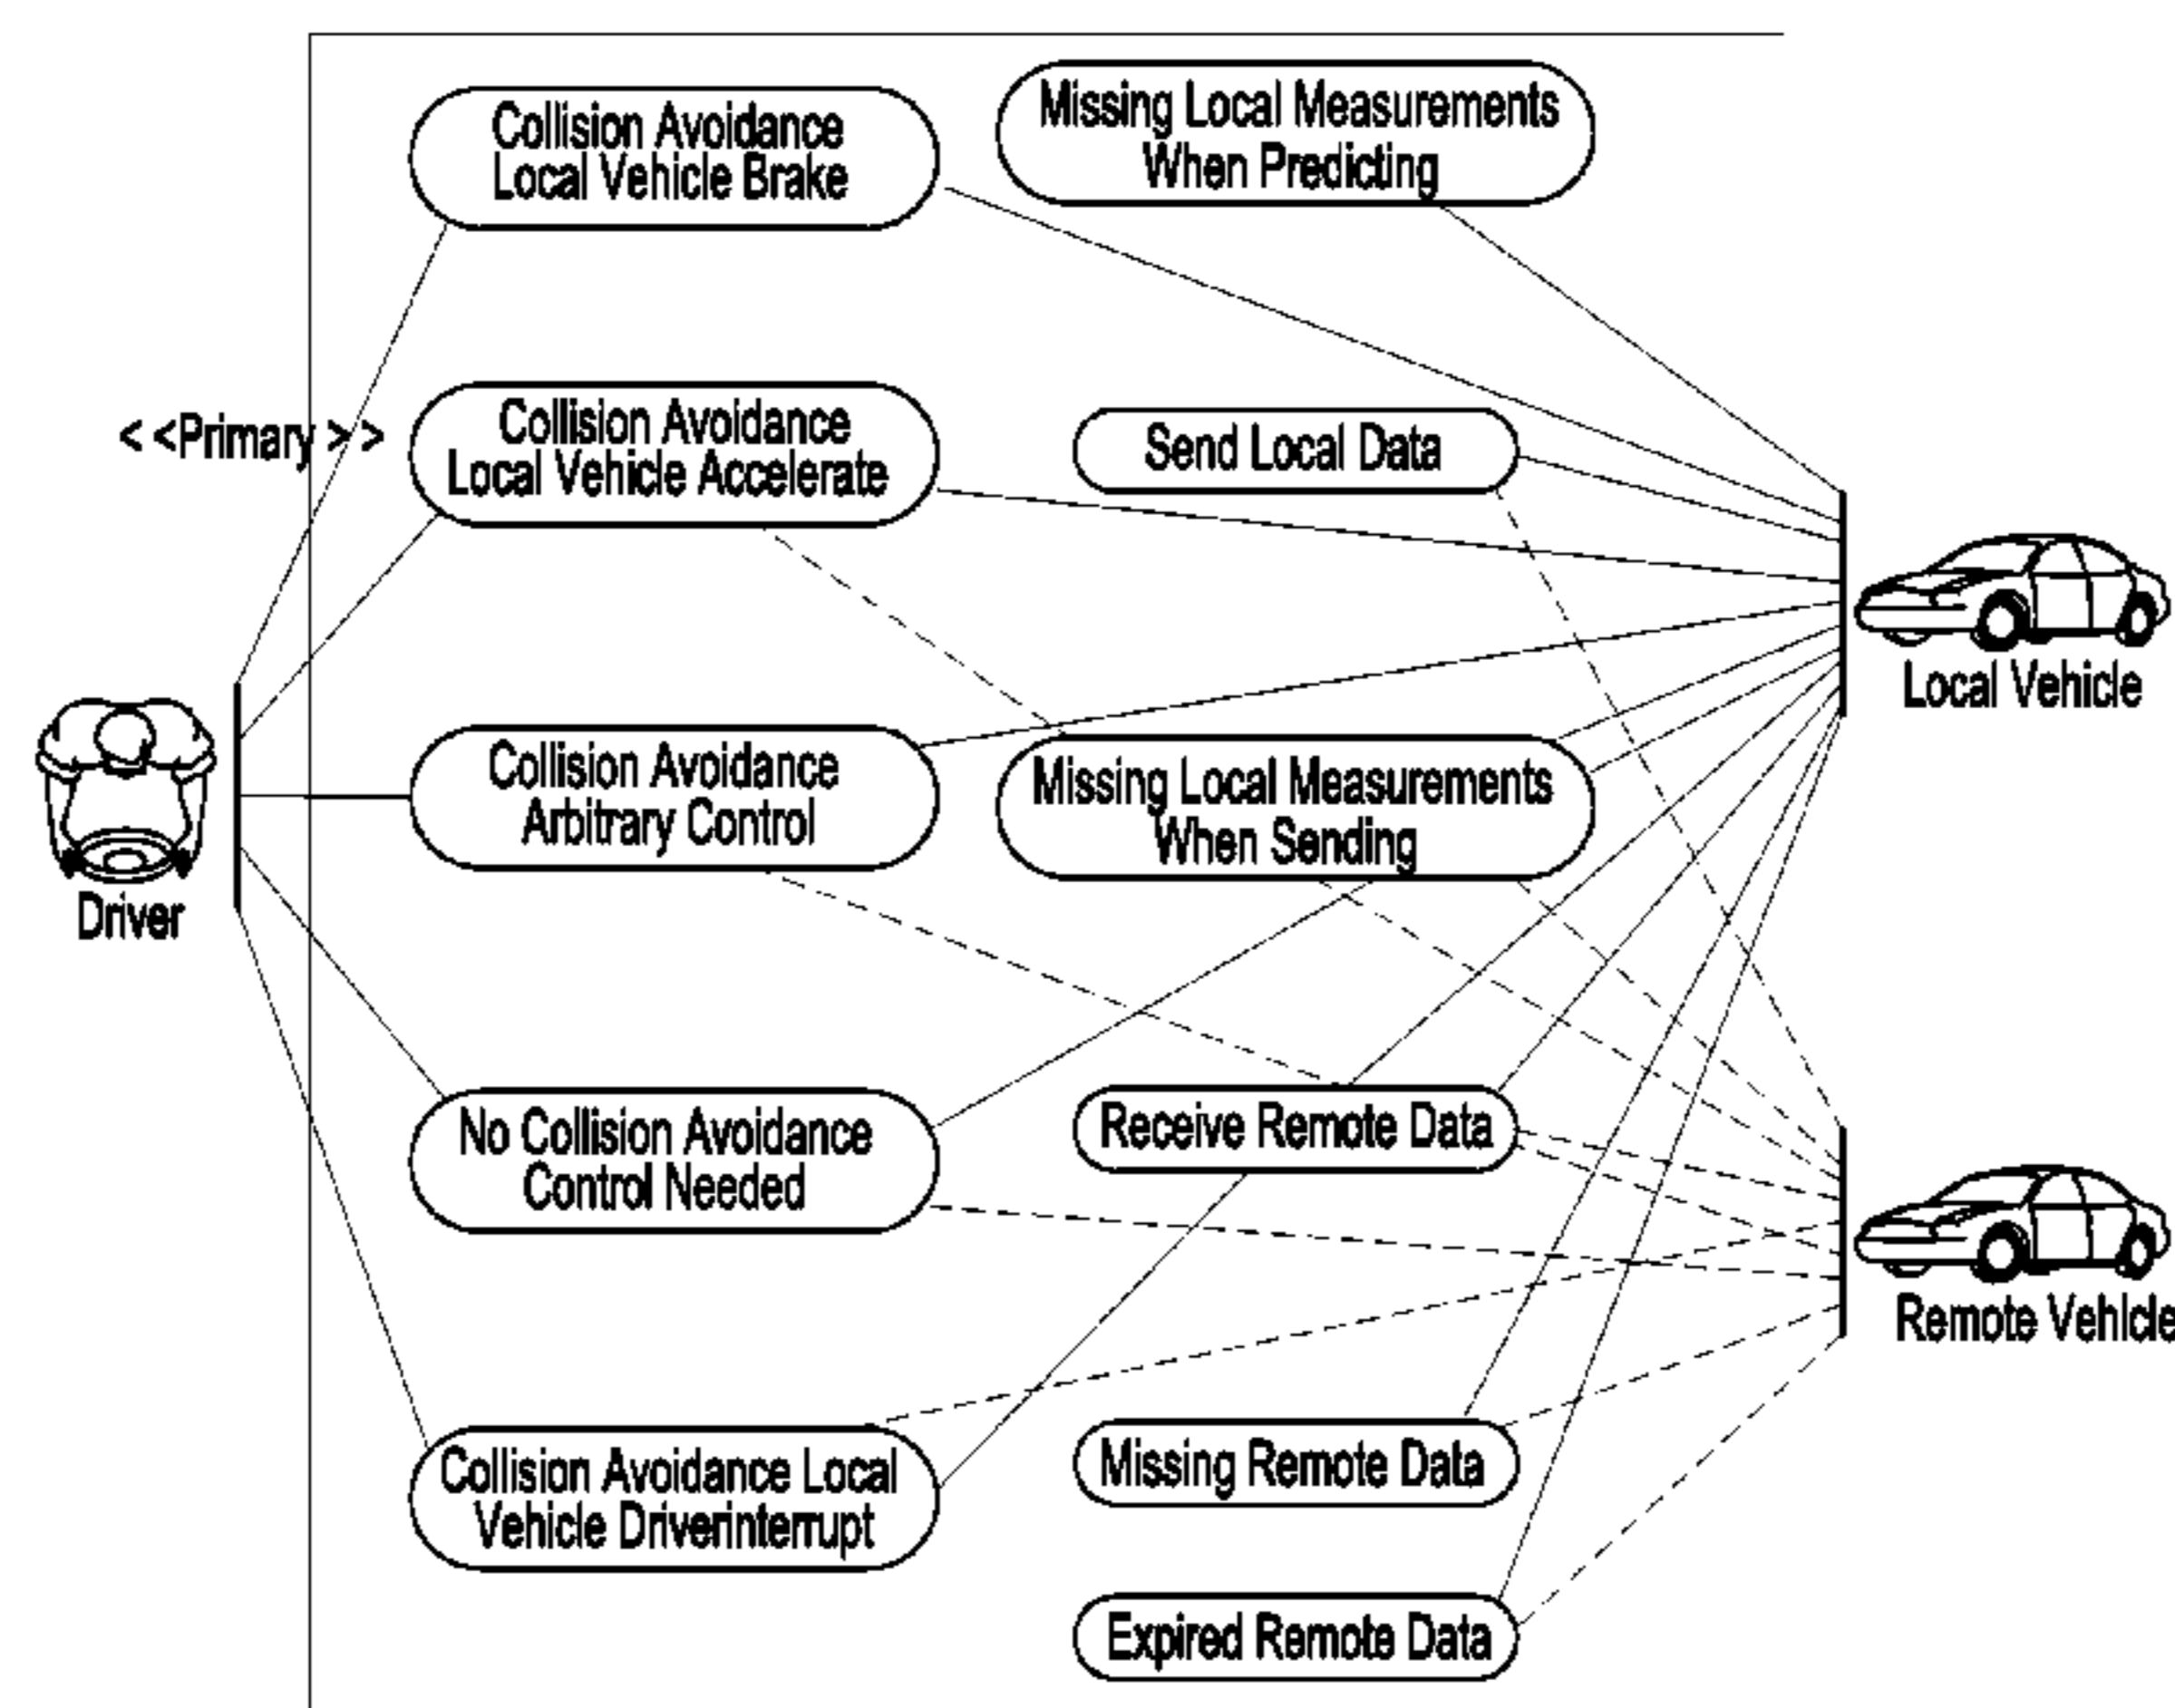 Collision Avoidance
Local Vehicle Brake
Missing Local Measurements
When Predicting
< <Primary > >
Collision Avoidance
Local Vehicle Accelerate
Send Local Data
Local Vehicle
Collision Avoidance
Arbitrary Control
Missing Local Measurements
When Sending
Driver
No Collision Avoidance
Control Needed
Receive Remote Data
Remote Vehicle
Collision Avoidance Local
Vehicle Driverinterrupt
Missing Remote Data
Expired Remote Data